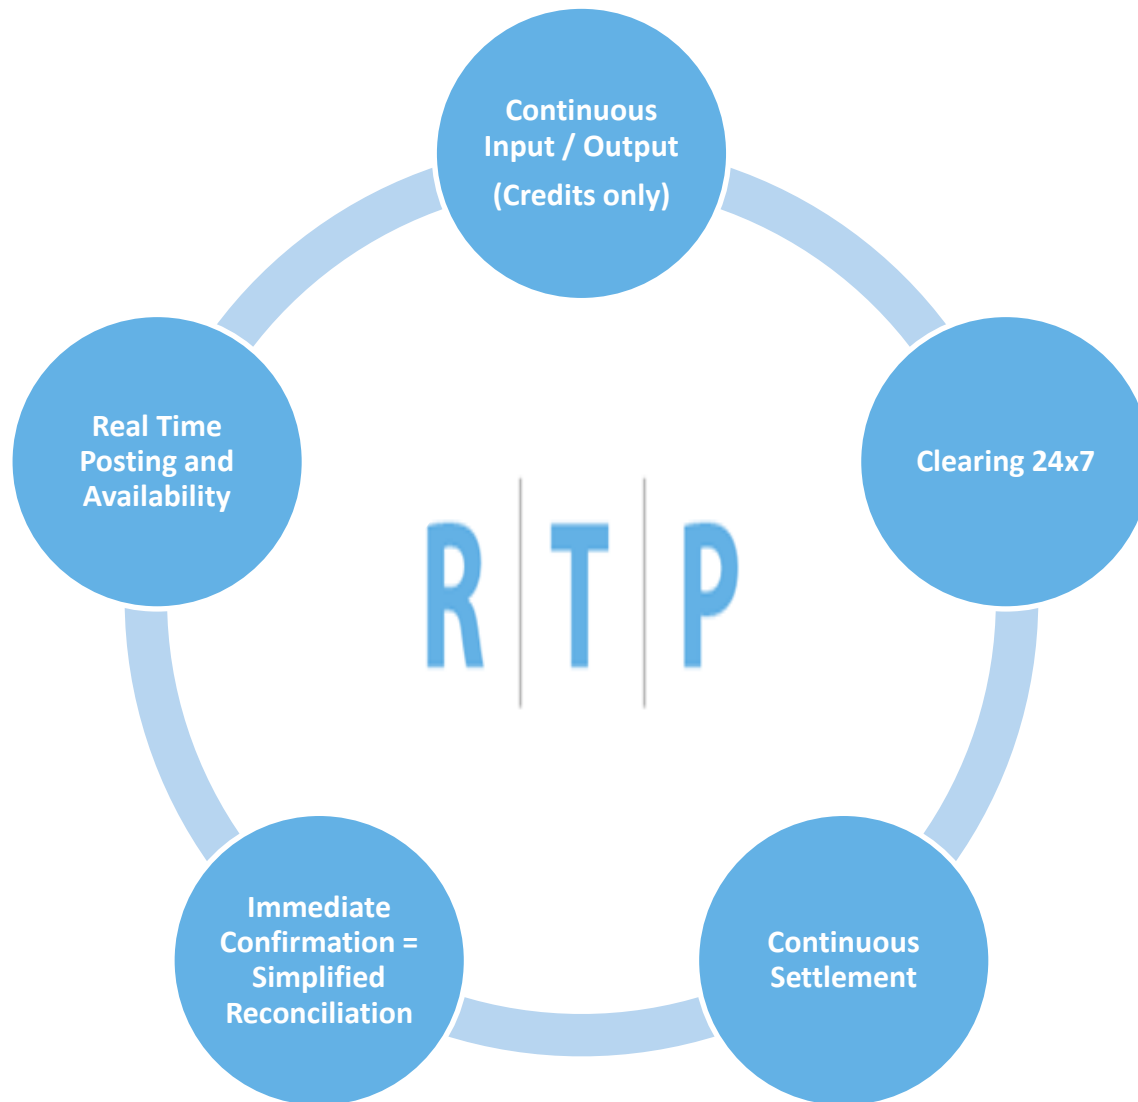 Continuous
Input / Output
(Credits only)
Clearing 24x7
Continuous
Settlement
Immediate
Confirmation =
Simplified
Reconciliation
Real Time
Posting and
Availability
R|T|P